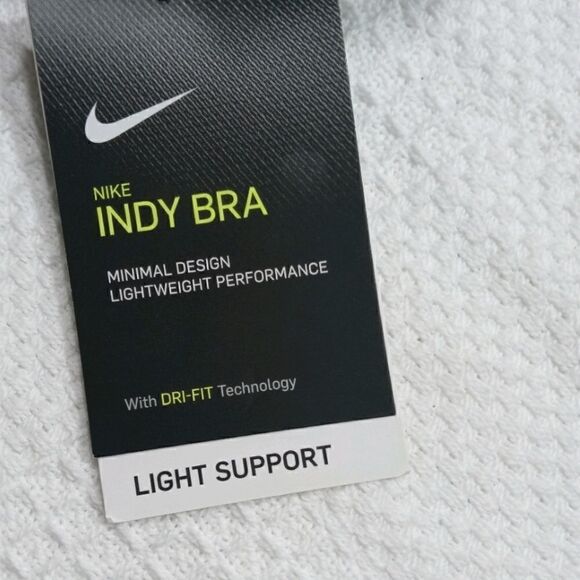 NIKE
INDY BRA
MINIMAL DESIGN
LIGHTWEIGHT PERFORMANCE
With DRI-FIT Technology
LIGHT SUPPORT